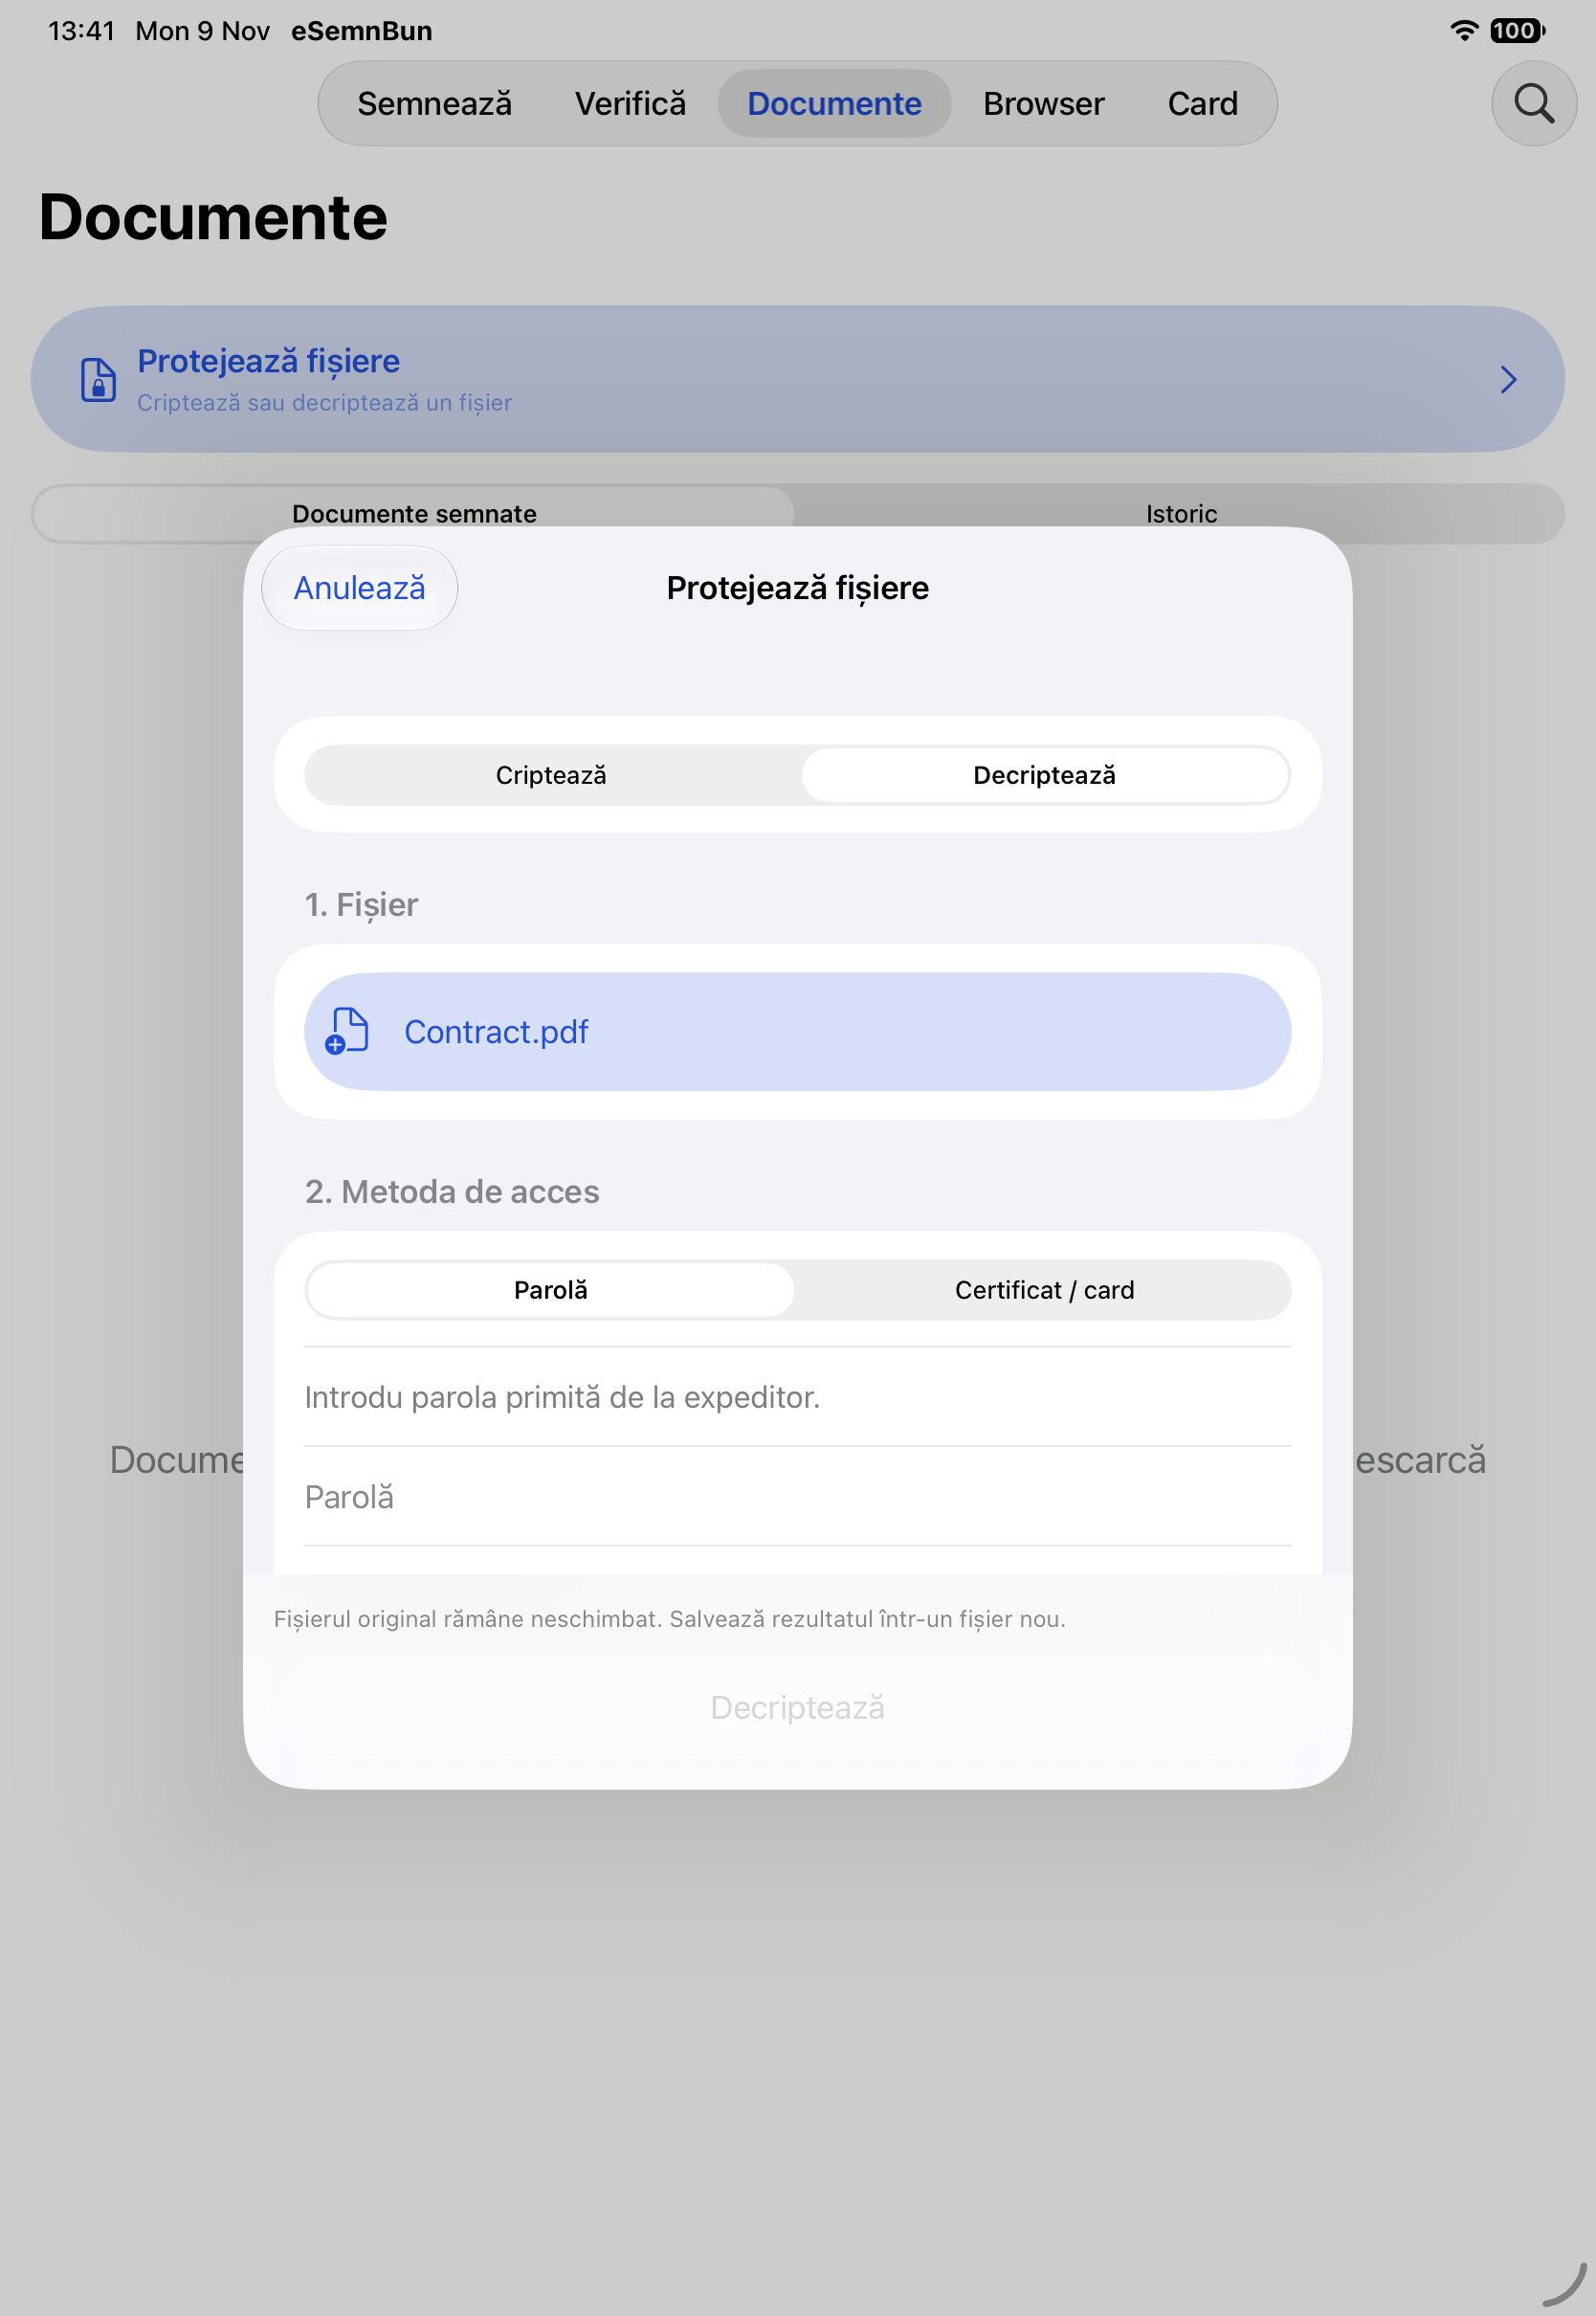 13:41 Mon 9 Nov eSemnBun 100
Semnează Verifică Documente Browser Card
Documente
Protejează fișiere
Criptează sau decriptează un fișier
Documente semnate Istoric
Anulează Protejează fișiere
Criptează Decriptează
1. Fișier
Contract.pdf
2. Metoda de acces
Parolă Certificat / card
Introdu parola primită de la expeditor.
Parolă
Fișierul original rămâne neschimbat. Salvează rezultatul într-un fișier nou.
Decriptează